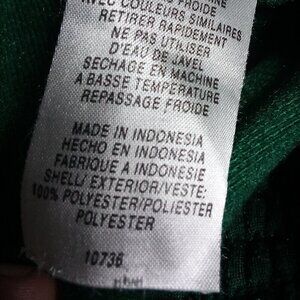 FROIDE
AVEC COULEURS SIMILAIRES
RETIRER RAPIDEMENT
NE PAS UTILISER
D'EAU DE JAVEL
SECHAGE EN MACHINE
A BASSE TEMPERATURE
REPASSAGE FROIDE
MADE IN INDONESIA
HECHO EN INDONESIA
FABRIQUE A INDONESIE
SHELL/ EXTERIOR/VESTE:
100% POLYESTER/POLIESTER
POLYESTER
10736